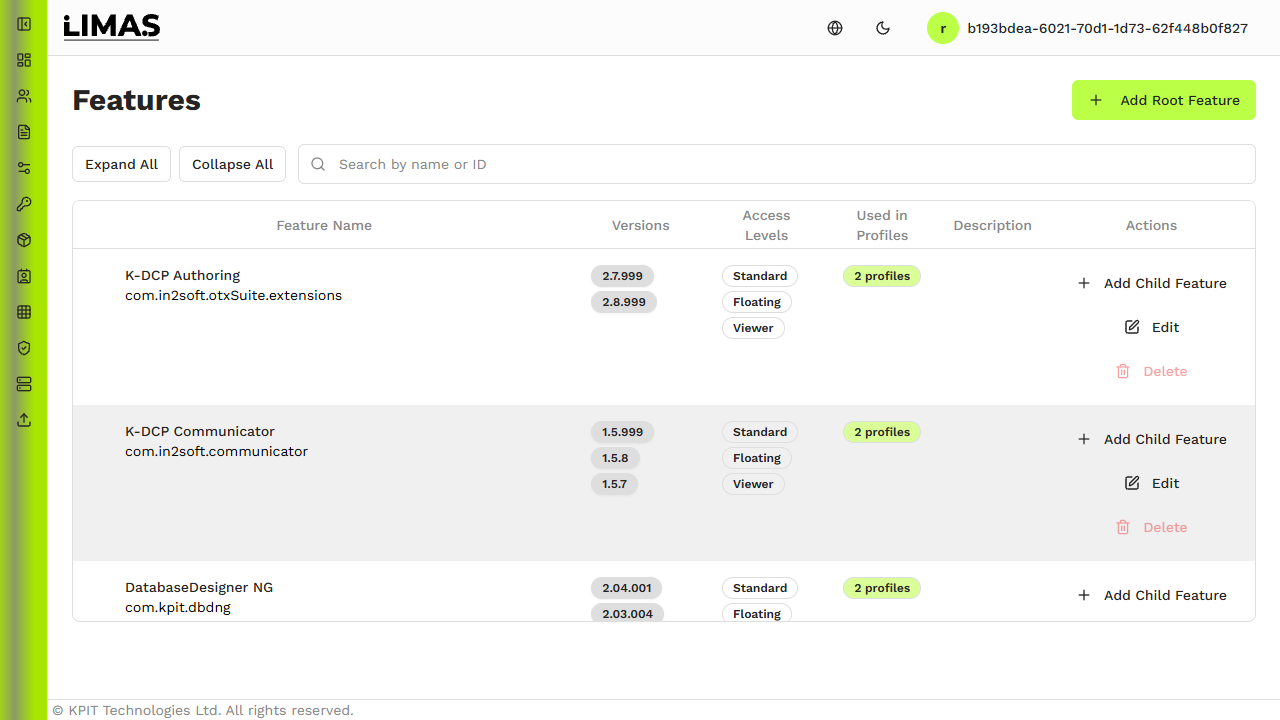 LIMAS
r
b193bdea-6021-70d1-1d73-62f448b0f827
Features
Add Root Feature
Expand All
Collapse All
Search by name or ID
Feature Name
Versions
Access
Levels
Used in
Profiles
Description
Actions
K-DCP Authoring
com.in2soft.otxSuite.extensions
2.7.999
2.8.999
Standard
Floating
Viewer
2 profiles
Add Child Feature
Edit
Delete
K-DCP Communicator
com.in2soft.communicator
1.5.999
1.5.8
1.5.7
Standard
Floating
Viewer
2 profiles
Add Child Feature
Edit
Delete
DatabaseDesigner NG
com.kpit.dbdng
2.04.001
2.03.004
Standard
Floating
2 profiles
Add Child Feature
© KPIT Technologies Ltd. All rights reserved.